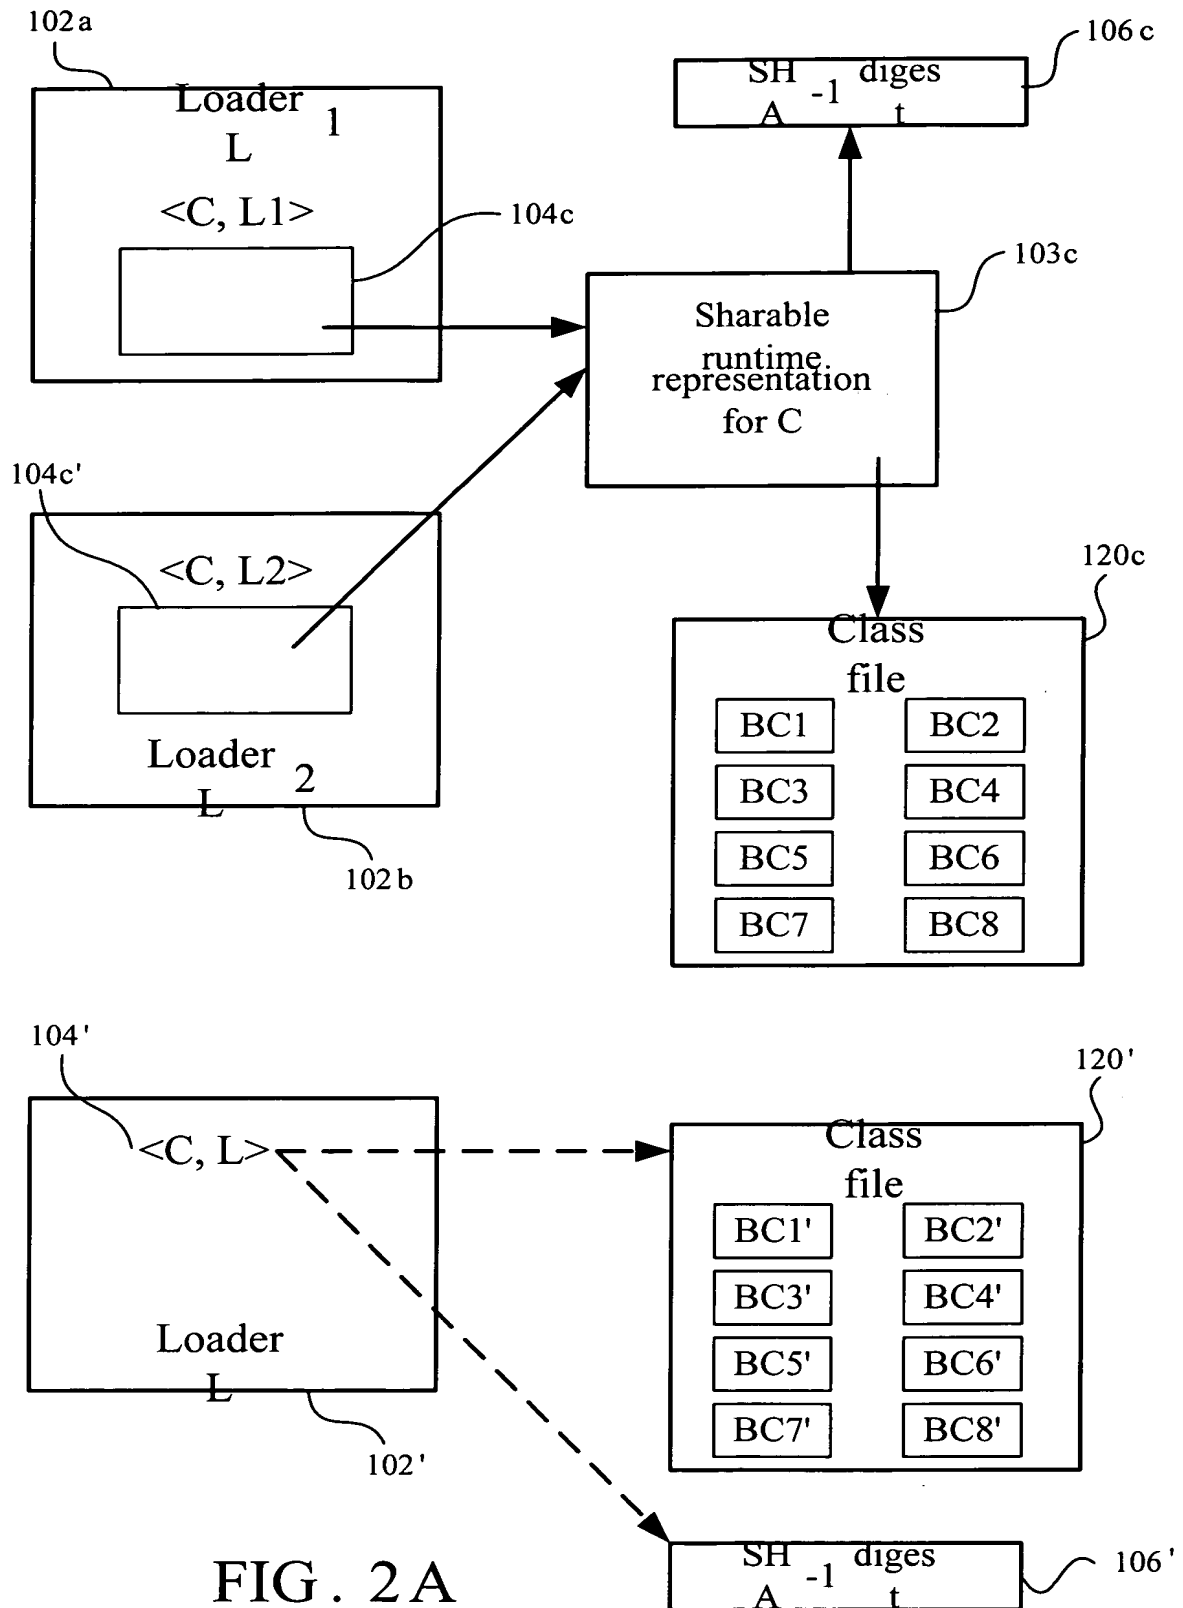 102a
Loader
L 1
<C, L1>
104c
106c
SH diges
A -1 t
103c
Sharable
runtime.
representation
for C
104c'
<C, L2>
Loader
L 2
102b
120c
Class
file
BC1 BC2
BC3 BC4
BC5 BC6
BC7 BC8
104'
<C, L>
Loader
L
102'
120'
Class
file
BC1' BC2'
BC3' BC4'
BC5' BC6'
BC7' BC8'
SH diges
A -1 t
106'
FIG. 2A